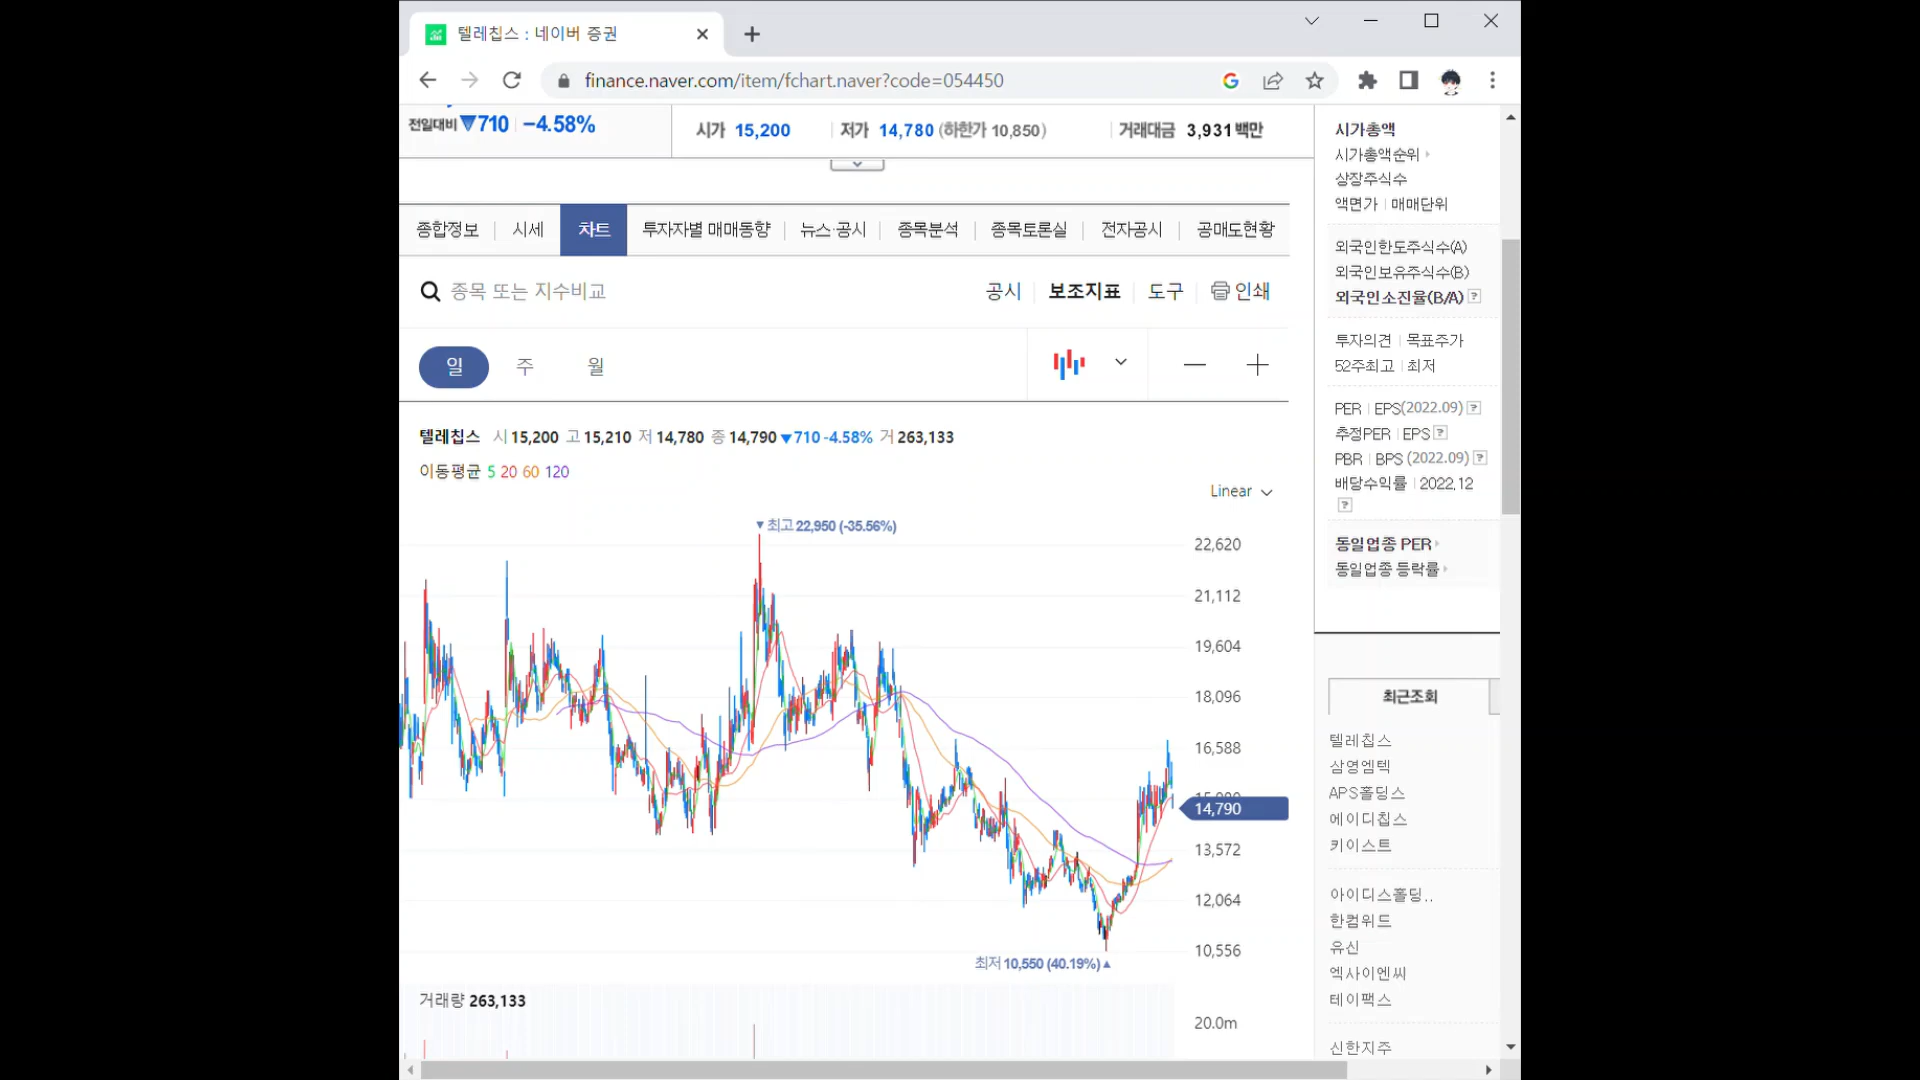 텔레칩스 : 네이버 증권
finance.naver.com/item/fchart.naver?code=054450
전일대비 ▼710 | -4.58%
시가 15,200 | 저가 14,780 (하한가 10,850) | 거래대금 3,931 백만
종합정보 | 시세 | 차트 | 투자자별 매매동향 | 뉴스·공시 | 종목분석 | 종목토론실 | 전자공시 | 공매도현황
종목 또는 지수비교
공시 | 보조지표 | 도구 | 인쇄
일 주 월
텔레칩스 시 15,200 고 15,210 저 14,780 종 14,790 ▼710 -4.58% 거 263,133
이동평균 5 20 60 120
Linear
▼최고 22,950 (-35.56%)
22,620
21,112
19,604
18,096
16,588
14,790
13,572
12,064
10,556
최저 10,550 (40.19%)▲
거래량 263,133
20.0m
시가총액
시가총액순위
상장주식수
액면가 | 매매단위
외국인한도주식수(A)
외국인보유주식수(B)
외국인소진율(B/A) ?
투자의견 | 목표주가
52주최고 | 최저
PER | EPS(2022.09) ?
추정PER | EPS ?
PBR | BPS (2022.09) ?
배당수익률 | 2022.12
?
동일업종 PER
동일업종 등락률
최근조회
텔레칩스
삼영엠텍
APS홀딩스
에이디칩스
키이스트
아이디스홀딩..
한컴위드
유신
엑사이엔씨
테이팩스
신한지주